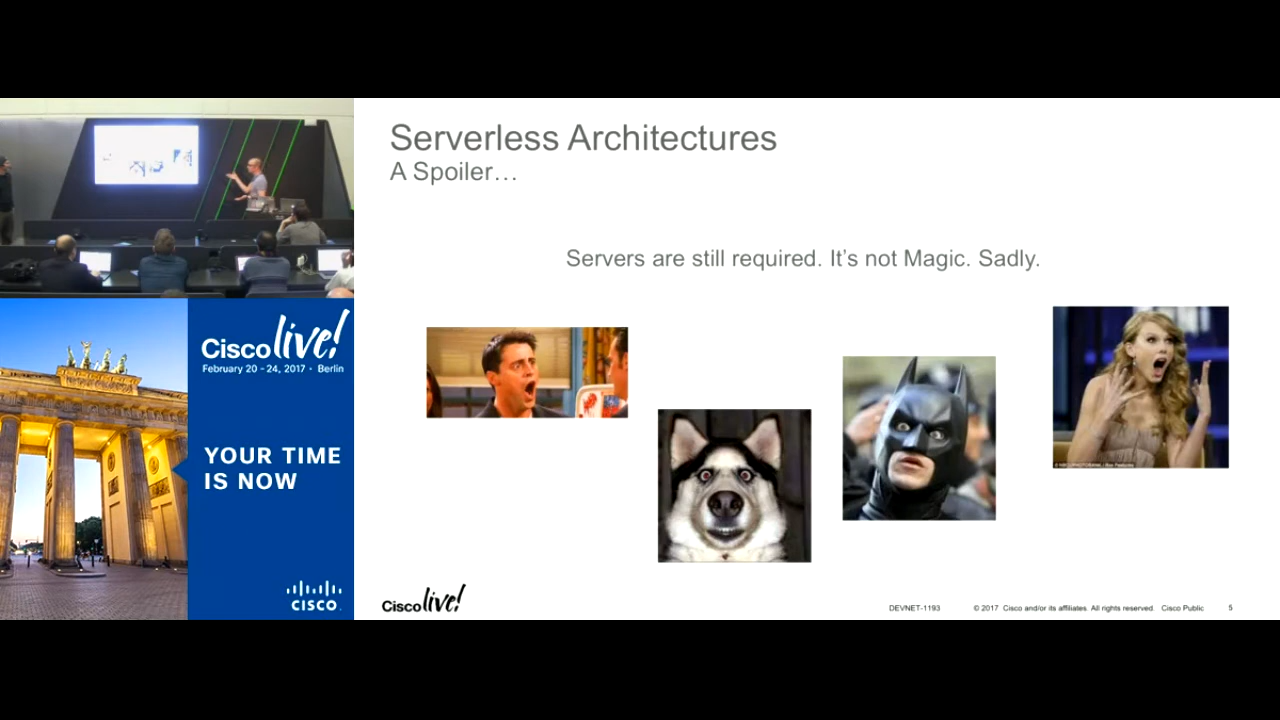 Serverless Architectures
A Spoiler…
Servers are still required. It's not Magic. Sadly.
Cisco live!
February 20 - 24, 2017 · Berlin
YOUR TIME
IS NOW
CISCO
Cisco live!
DEVNET-1193 © 2017 Cisco and/or its affiliates. All rights reserved. Cisco Public 5